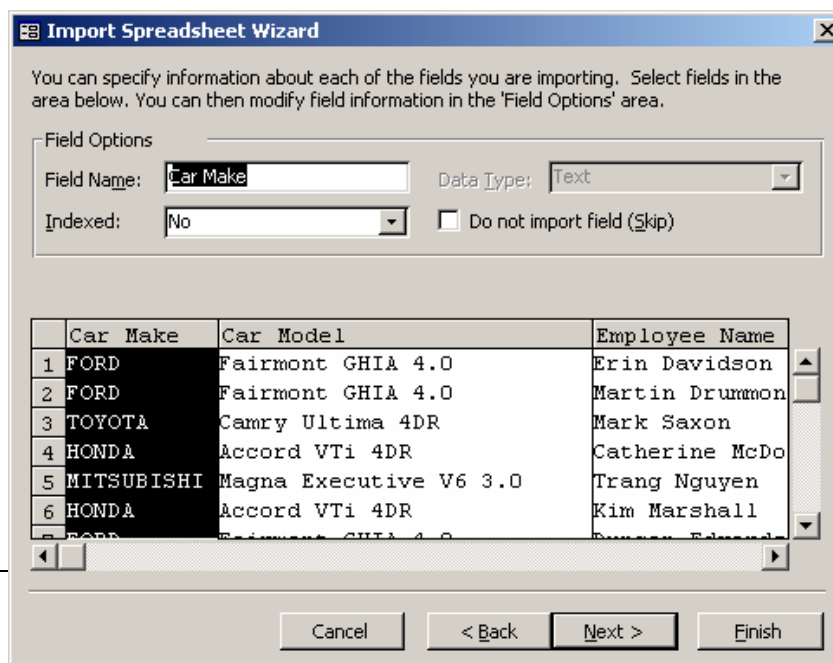 Import Spreadsheet Wizard
You can specify information about each of the fields you are importing. Select fields in the
area below. You can then modify field information in the 'Field Options' area.
Field Options
Field Name: Car Make Data Type: Text
Indexed: No Do not import field (Skip)
Car Make Car Model Employee Name
1 FORD Fairmont GHIA 4.0 Erin Davidson
2 FORD Fairmont GHIA 4.0 Martin Drummon
3 TOYOTA Camry Ultima 4DR Mark Saxon
4 HONDA Accord VTi 4DR Catherine McDo
5 MITSUBISHI Magna Executive V6 3.0 Trang Nguyen
6 HONDA Accord VTi 4DR Kim Marshall
FORD Fairmont GHIA 4.0
Cancel < Back Next > Finish